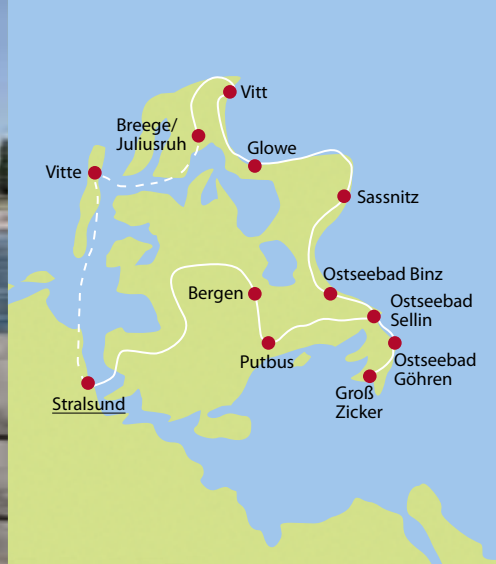 Vitt
Breege/
Juliusruh
Glowe
Vitte
Sassnitz
Ostseebad Binz
Bergen
Ostseebad
Sellin
Putbus
Ostseebad
Göhren
Groß
Zicker
Stralsund